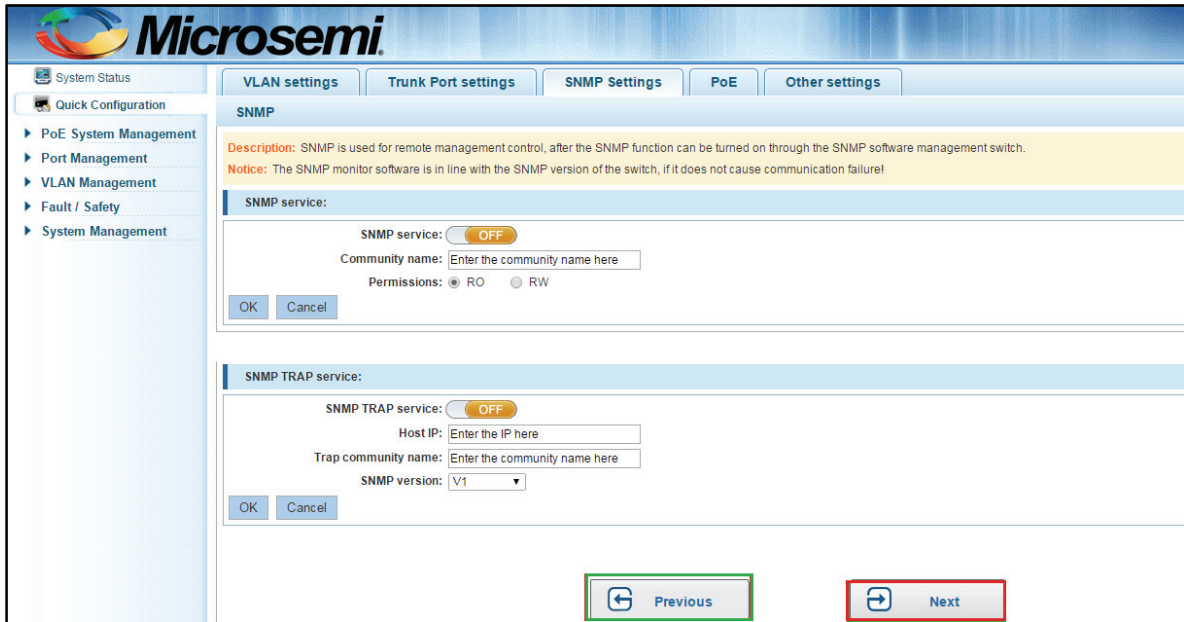 Microsemi.
System Status
Quick Configuration
PoE System Management
Port Management
VLAN Management
Fault / Safety
System Management
VLAN settings Trunk Port settings SNMP Settings PoE Other settings
SNMP
Description: SNMP is used for remote management control, after the SNMP function can be turned on through the SNMP software management switch.
Notice: The SNMP monitor software is in line with the SNMP version of the switch, if it does not cause communication failure!
SNMP service:
SNMP service: OFF
Community name: Enter the community name here
Permissions: RO RW
OK Cancel
SNMP TRAP service:
SNMP TRAP service: OFF
Host IP: Enter the IP here
Trap community name: Enter the community name here
SNMP version: V1
OK Cancel
Previous Next